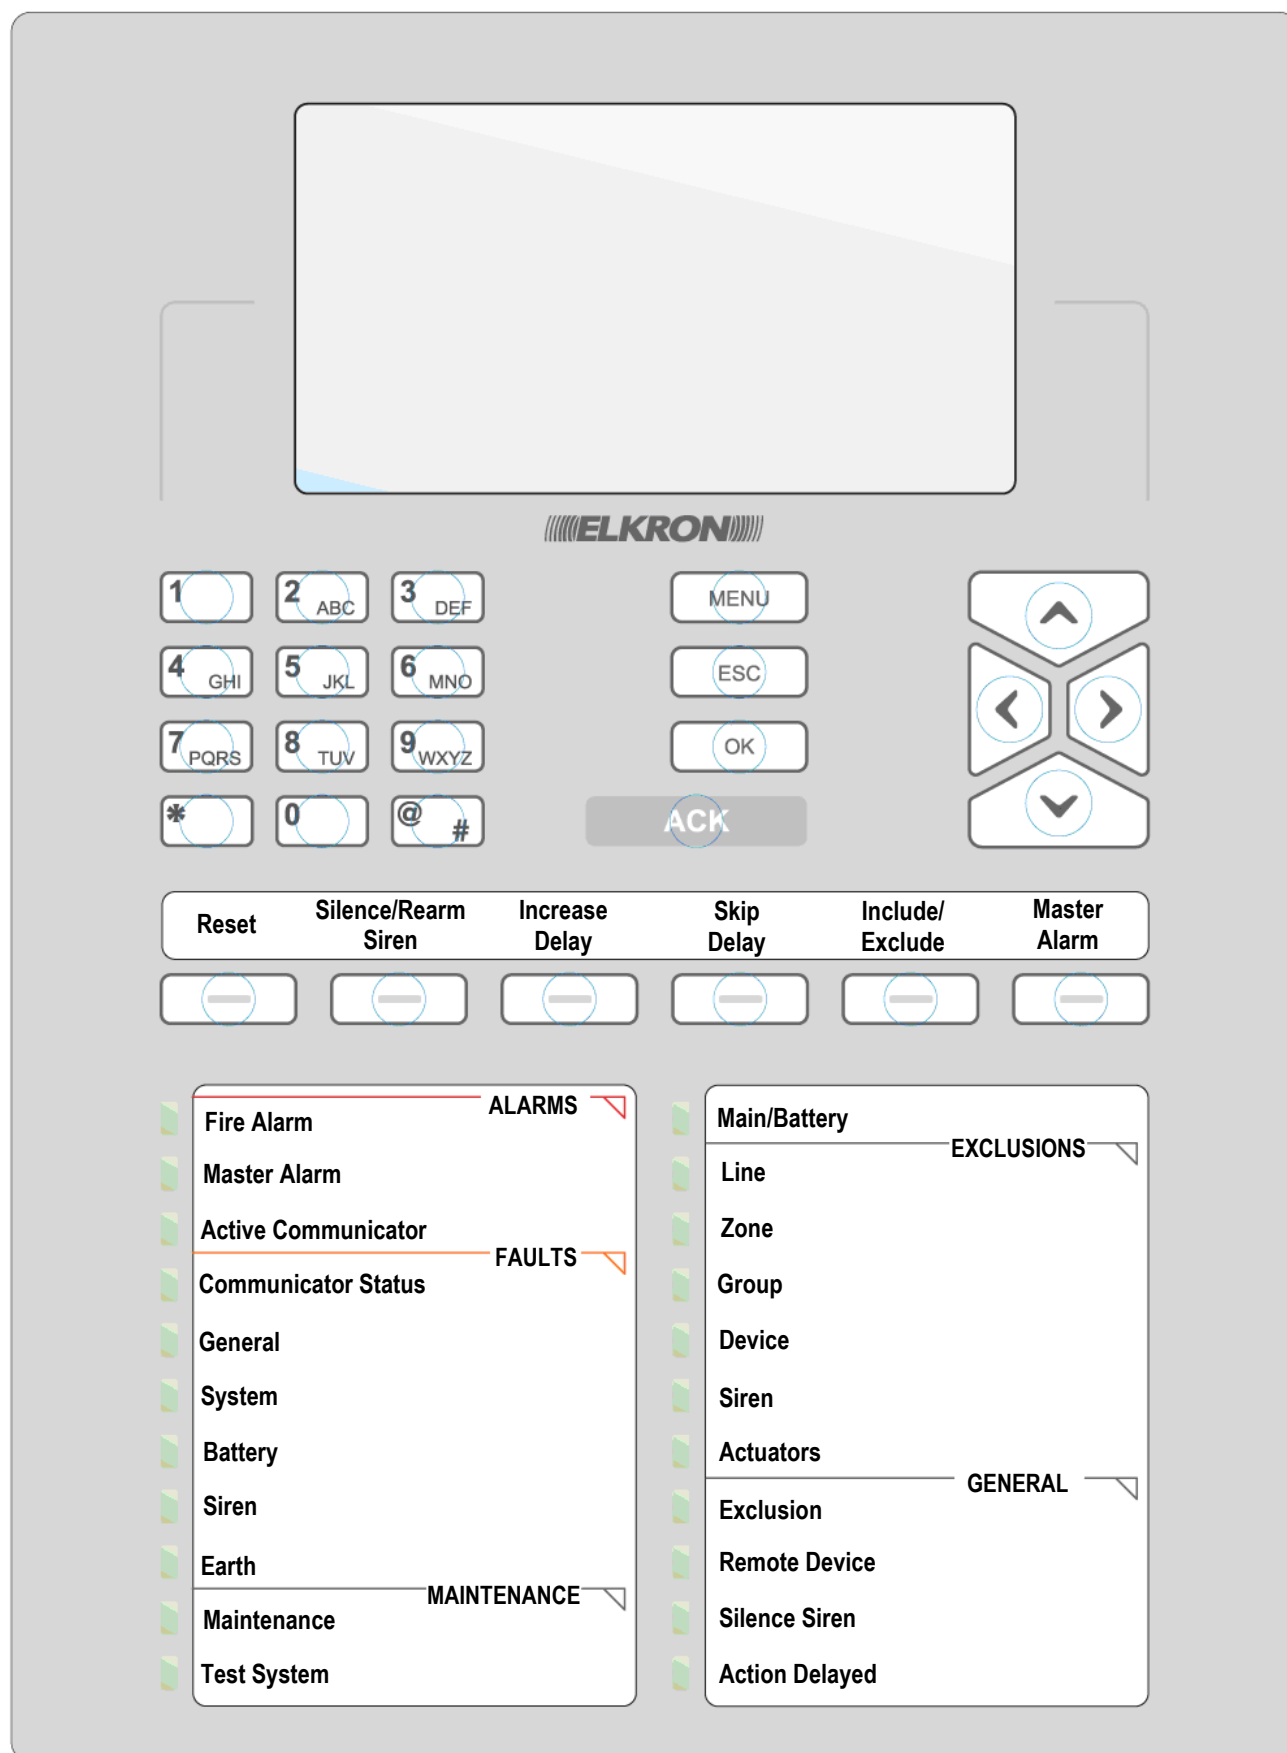 ELKRON
1 2 ABC 3 DEF MENU
4 GHI 5 JKL 6 MNO ESC
7 PQRS 8 TUV 9 WXYZ OK
* 0 @ # ACK
Reset
Silence/Rearm
Siren
Increase
Delay
Skip
Delay
Include/
Exclude
Master
Alarm
ALARMS
Fire Alarm
Master Alarm
Active Communicator
FAULTS
Communicator Status
General
System
Battery
Siren
Earth
MAINTENANCE
Maintenance
Test System
Main/Battery
EXCLUSIONS
Line
Zone
Group
Device
Siren
Actuators
GENERAL
Exclusion
Remote Device
Silence Siren
Action Delayed